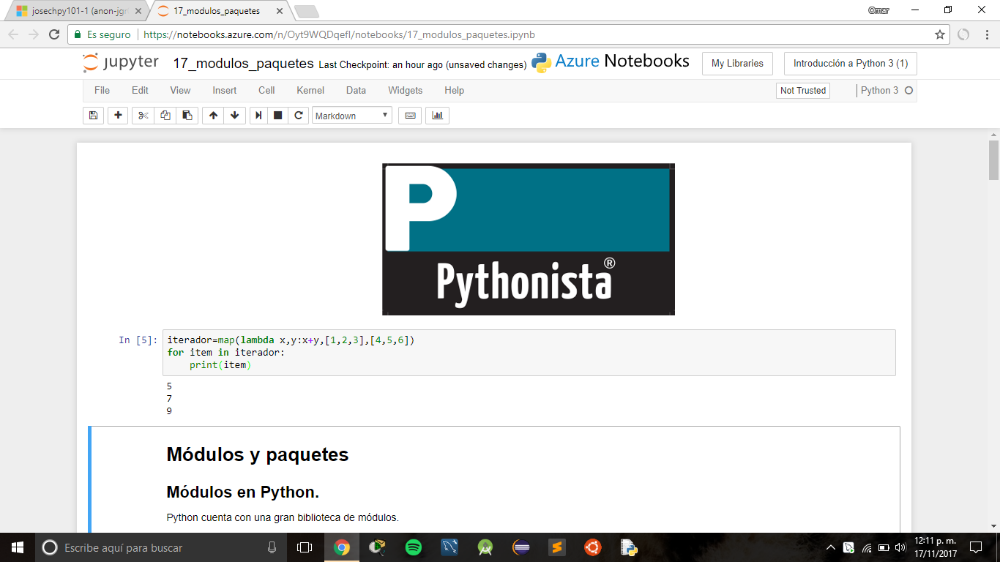 josechpy101-1 (anon-jgr
17_modulos_paquetes
Omar
Es seguro
https://notebooks.azure.com/n/Oyt9WQDqefI/notebooks/17_modulos_paquetes.ipynb
jupyter
17_modulos_paquetes
Last Checkpoint: an hour ago (unsaved changes)
Azure Notebooks
My Libraries
Introducción a Python 3 (1)
File Edit View Insert Cell Kernel Data Widgets Help
Not Trusted
Python 3
Markdown
P
Pythonista®
In [5]:
iterador=map(lambda x,y:x+y,[1,2,3],[4,5,6])
for item in iterador:
    print(item)
5
7
9
Módulos y paquetes
Módulos en Python.
Python cuenta con una gran biblioteca de módulos.
Escribe aquí para buscar
12:11 p. m.
17/11/2017